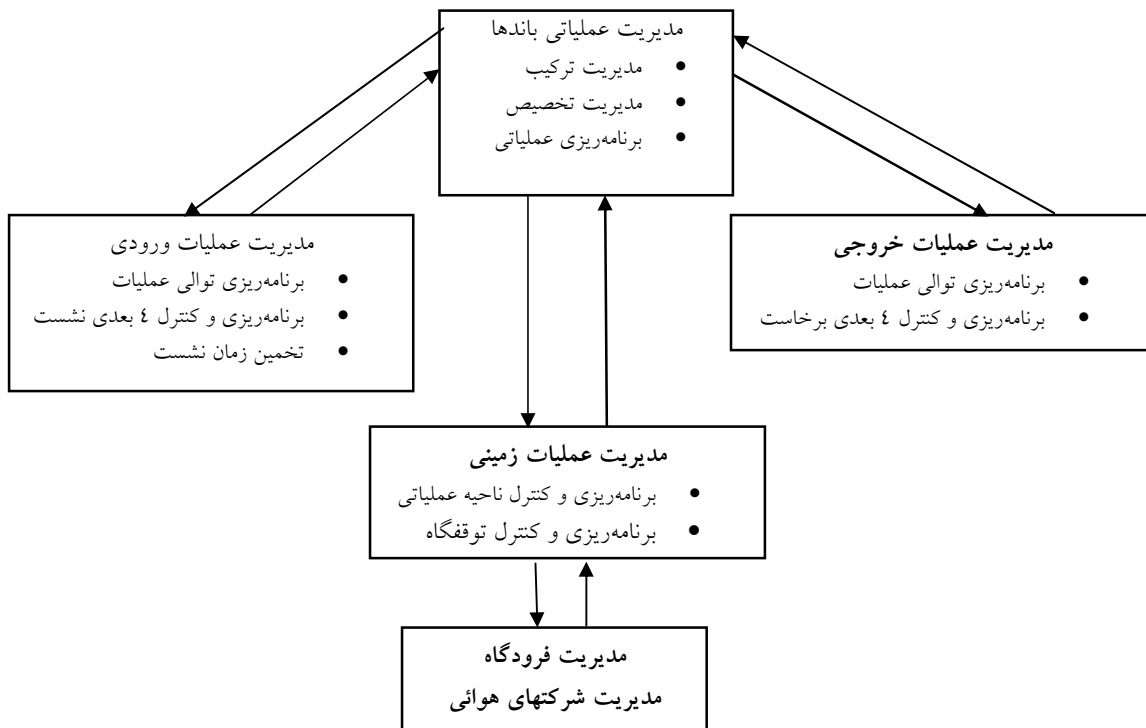 مدیریت عملیاتی باندها
• مدیریت ترکیب
• مدیریت تخصیص
• برنامه‌ریزی عملیاتی
مدیریت عملیات خروجی
• برنامه‌ریزی توالی عملیات
• برنامه‌ریزی و کنترل ٤ بعدی برخاست
مدیریت عملیات ورودی
• برنامه‌ریزی توالی عملیات
• برنامه‌ریزی و کنترل ٤ بعدی نشست
• تخمین زمان نشست
مدیریت عملیات زمینی
• برنامه‌ریزی و کنترل ناحیه عملیاتی
• برنامه‌ریزی و کنترل توقفگاه
مدیریت فرودگاه
مدیریت شرکتهای هوائی